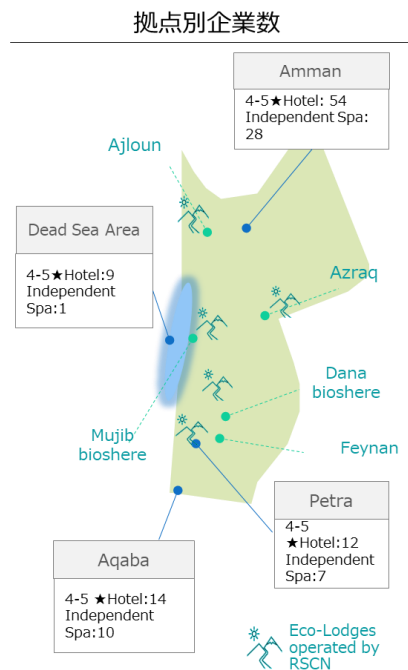 拠点別企業数
Amman
4-5★Hotel: 54
Independent Spa:
28
Ajloun
Dead Sea Area
4-5★Hotel:9
Independent
Spa:1
Azraq
Dana
bioshere
Mujib
bioshere
Feynan
Petra
4-5
★Hotel:12
Independent
Spa:7
Aqaba
4-5 ★Hotel:14
Independent
Spa:10
Eco-Lodges
operated by
RSCN